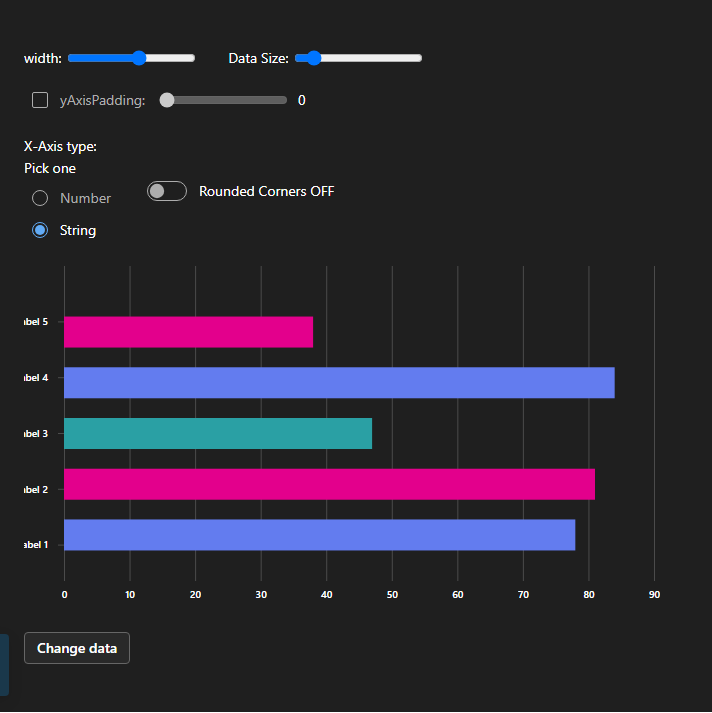 width: Data Size:
yAxisPadding: 0
X-Axis type:
Pick one
Number
Rounded Corners OFF
String
abel 5
abel 4
abel 3
abel 2
abel 1
0 10 20 30 40 50 60 70 80 90
Change data